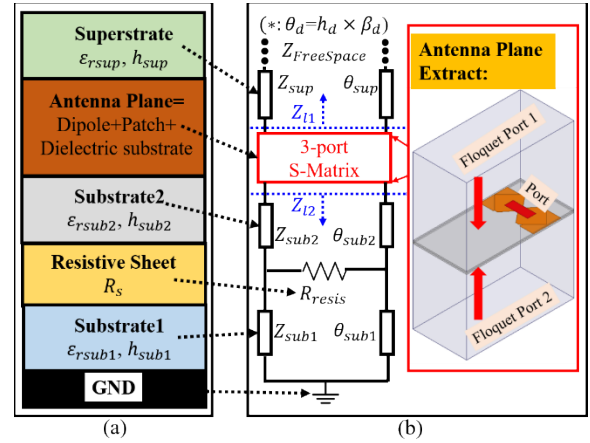 Superstrate
εrsup, hsup
Antenna Plane=
Dipole+Patch+
Dielectric substrate
Substrate2
εrsub2, hsub2
Resistive Sheet
Rs
Substrate1
εrsub1, hsub1
GND
(a)
(*: θd=hd × βd)
ZFreeSpace
Zsup
θsup
Zl1
3-port
S-Matrix
Zl2
Zsub2
θsub2
Rresis
Zsub1
θsub1
(b)
Antenna Plane
Extract:
Floquet Port 1
Port
Floquet Port 2